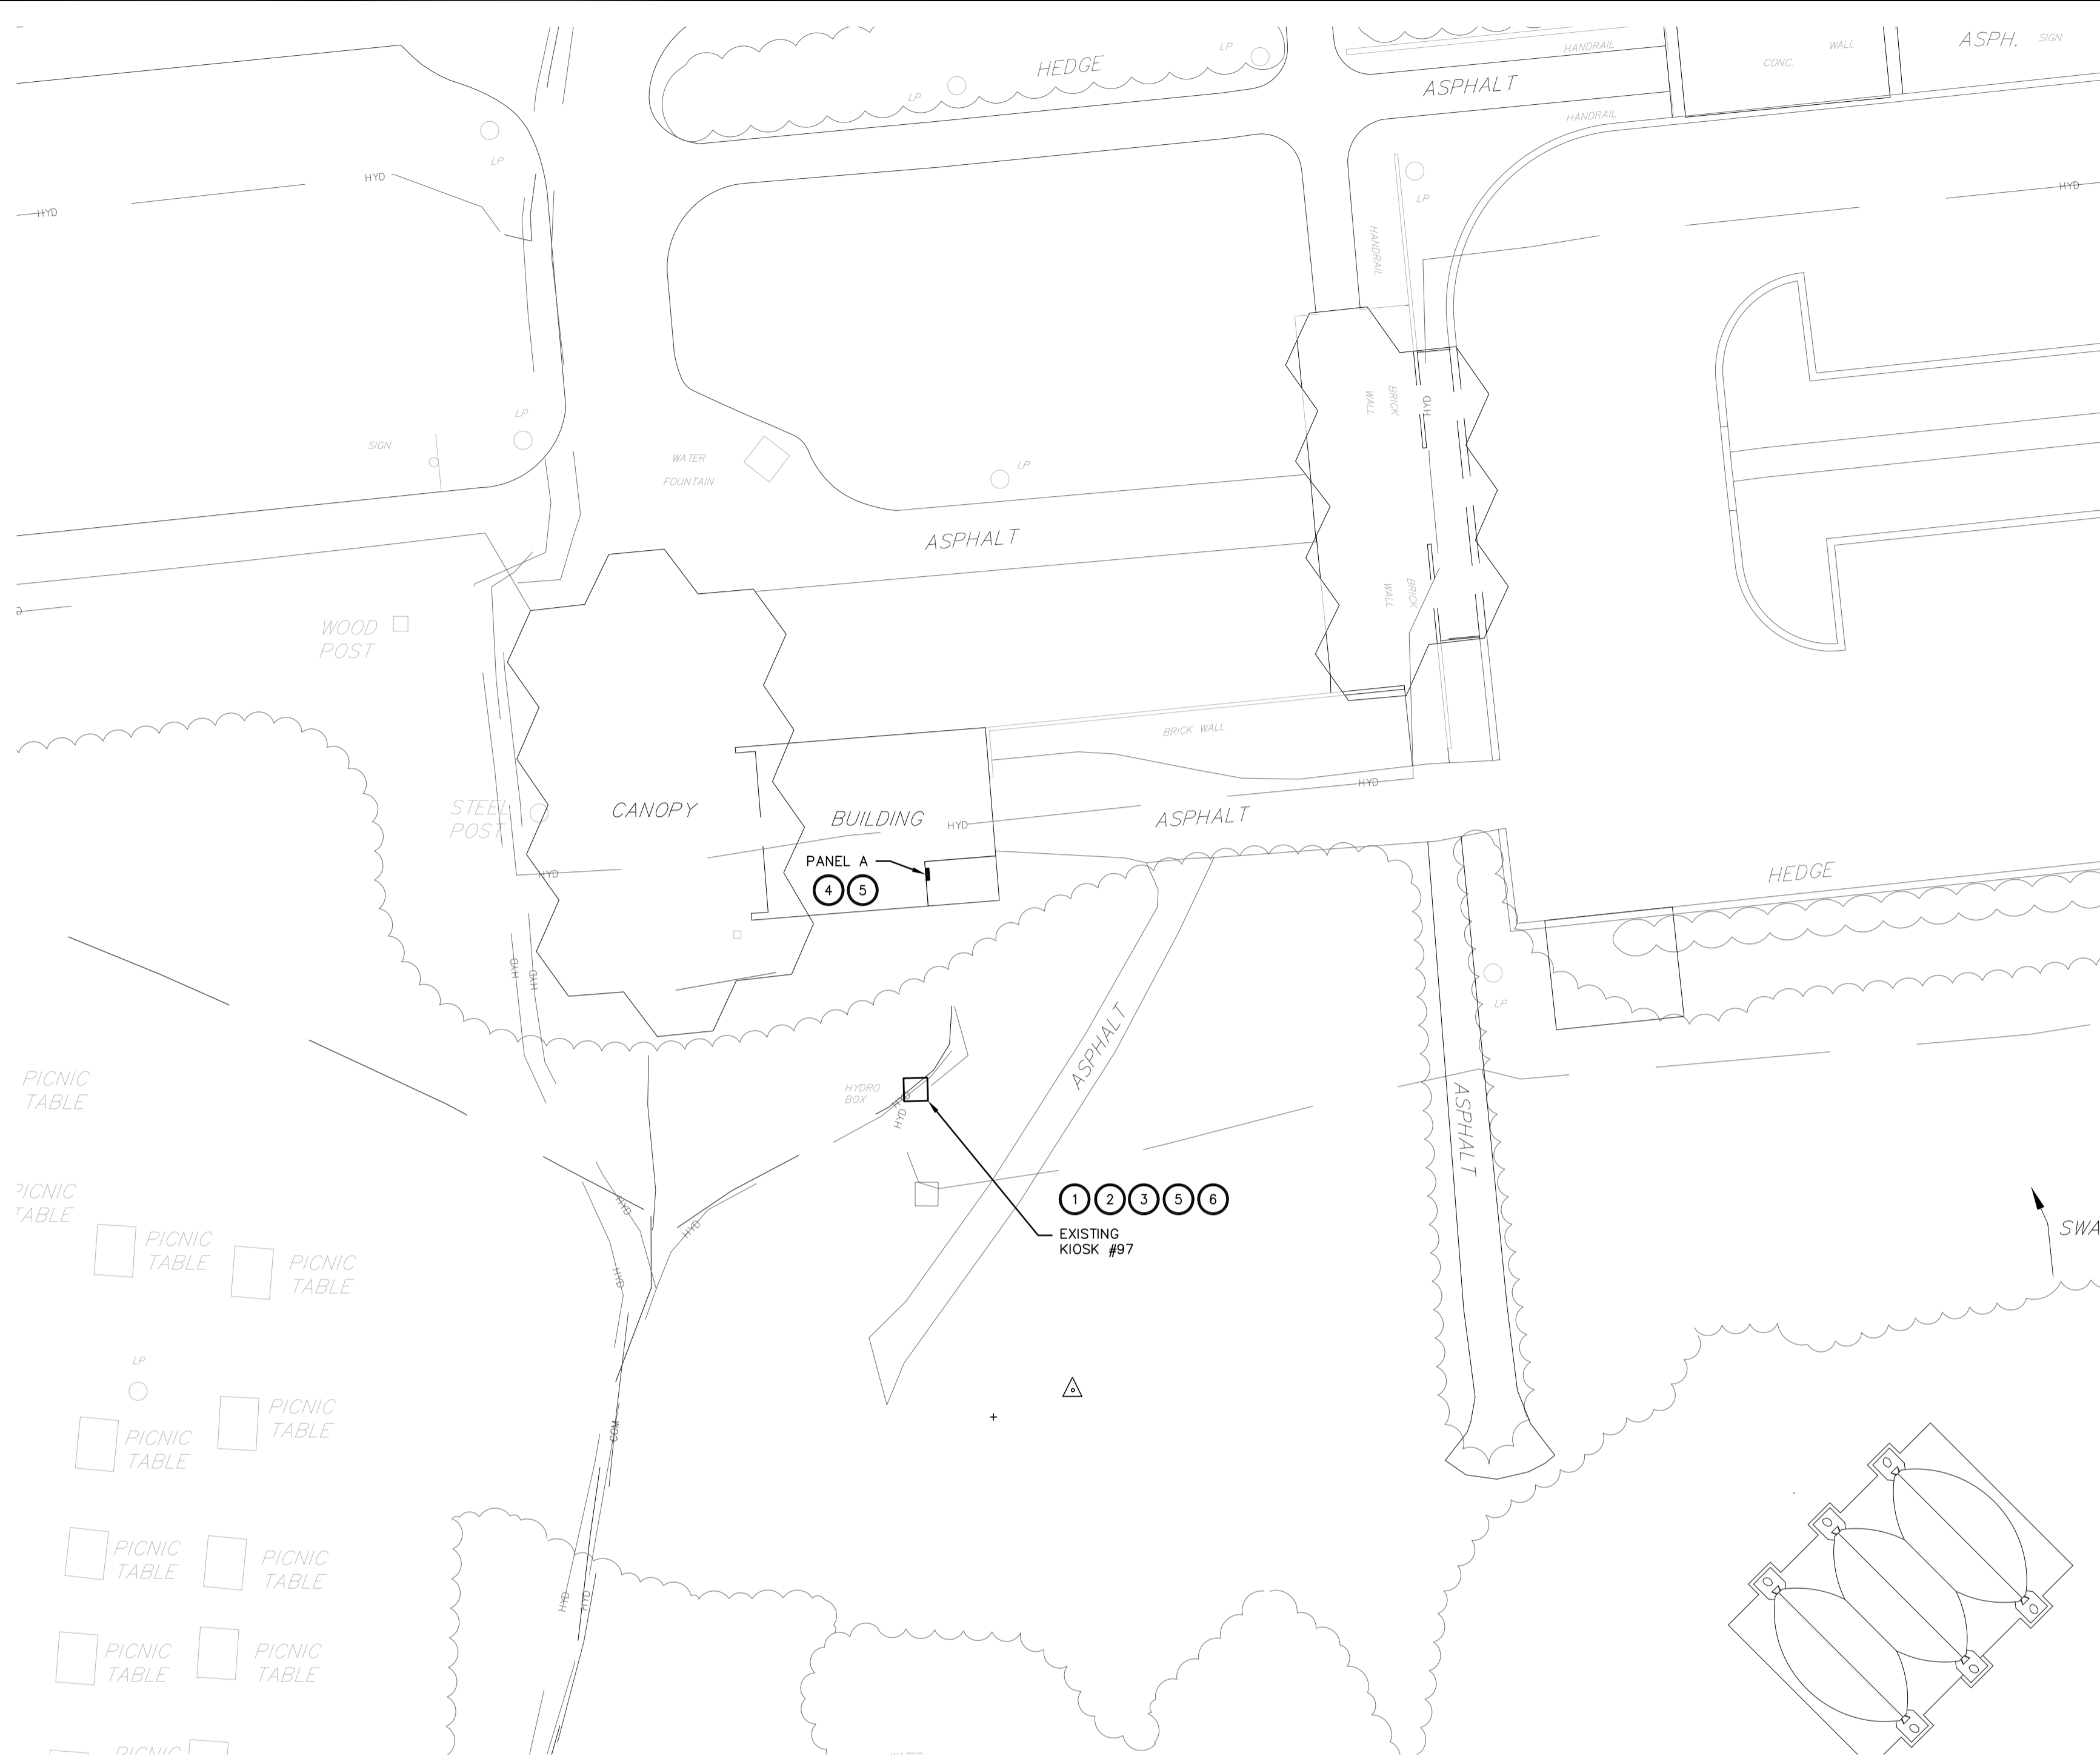 HEDGE
LP
LP
HANDRAIL
WALL
CONC.
ASPH.
SIGN
ASPHALT
HANDRAIL
LP
HYD
HYD
LP
HYD
HANDRAIL
LP
SIGN
WATER
FOUNTAIN
LP
BRICK
WALL
HYD
ASPHALT
BRICK
WALL
WOOD
POST
BRICK WALL
HYD
STEEL
POST
CANOPY
BUILDING
HYD
ASPHALT
PANEL A
4 5
HYD
HEDGE
HYD
HYD
LP
ASPHALT
HYDRO
BOX
HYD
HYD
PICNIC
TABLE
ASPHALT
PICNIC
TABLE
1 2 3 5 6
EXISTING
KIOSK #97
HYD
HYD
HYD
PICNIC
TABLE
PICNIC
TABLE
SWA
LP
PICNIC
TABLE
PICNIC
TABLE
COM
PICNIC
TABLE
PICNIC
TABLE
HYD
HYD
PICNIC
TABLE
PICNIC
TABLE
PICNIC
WATER